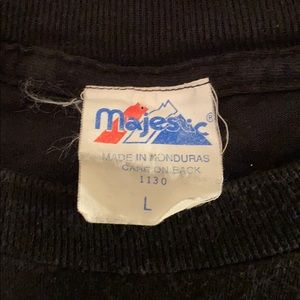 Majestic®
MADE IN HONDURAS
CARE ON BACK
1130
L